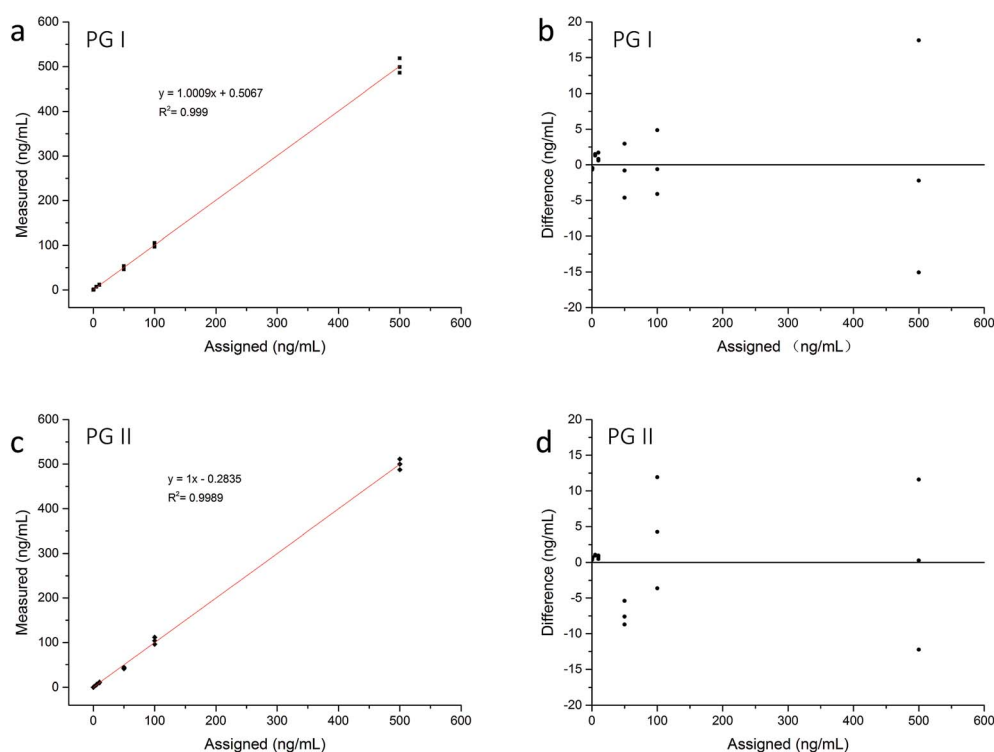 a
PG I
y = 1.0009x + 0.5067
R²= 0.999
Measured (ng/mL)
600
500
400
300
200
100
0
0 100 200 300 400 500 600
Assigned (ng/mL)
b
PG I
Difference (ng/mL)
20
15
10
5
0
-5
-10
-15
-20
0 100 200 300 400 500 600
Assigned （ng/mL）
c
PG II
y = 1x - 0.2835
R²= 0.9989
Measured (ng/mL)
600
500
400
300
200
100
0
0 100 200 300 400 500 600
Assigned (ng/mL)
d
PG II
Difference (ng/mL)
20
15
10
5
0
-5
-10
-15
-20
0 100 200 300 400 500 600
Assigned (ng/mL)